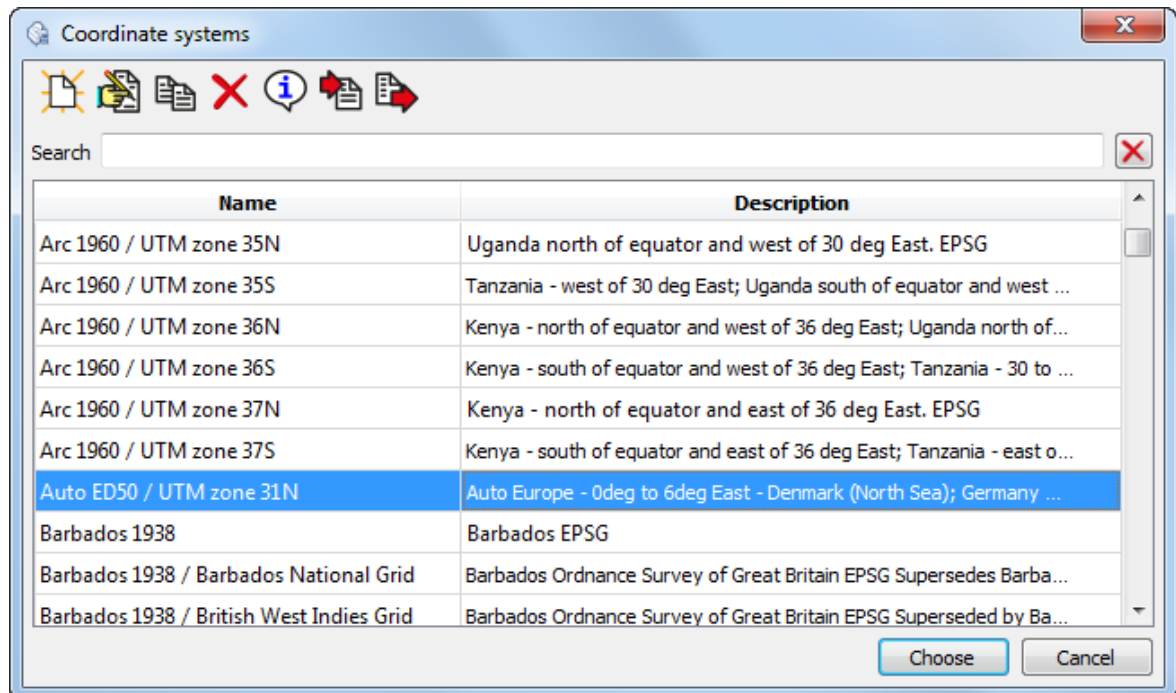 Coordinate systems
Search
Name Description
Arc 1960 / UTM zone 35N Uganda north of equator and west of 30 deg East. EPSG
Arc 1960 / UTM zone 35S Tanzania - west of 30 deg East; Uganda south of equator and west ...
Arc 1960 / UTM zone 36N Kenya - north of equator and west of 36 deg East; Uganda north of...
Arc 1960 / UTM zone 36S Kenya - south of equator and west of 36 deg East; Tanzania - 30 to ...
Arc 1960 / UTM zone 37N Kenya - north of equator and east of 36 deg East. EPSG
Arc 1960 / UTM zone 37S Kenya - south of equator and east of 36 deg East; Tanzania - east o...
Auto ED50 / UTM zone 31N Auto Europe - 0deg to 6deg East - Denmark (North Sea); Germany ...
Barbados 1938 Barbados EPSG
Barbados 1938 / Barbados National Grid Barbados Ordnance Survey of Great Britain EPSG Supersedes Barba...
Barbados 1938 / British West Indies Grid Barbados Ordnance Survey of Great Britain EPSG Superseded by Ba...
Choose Cancel